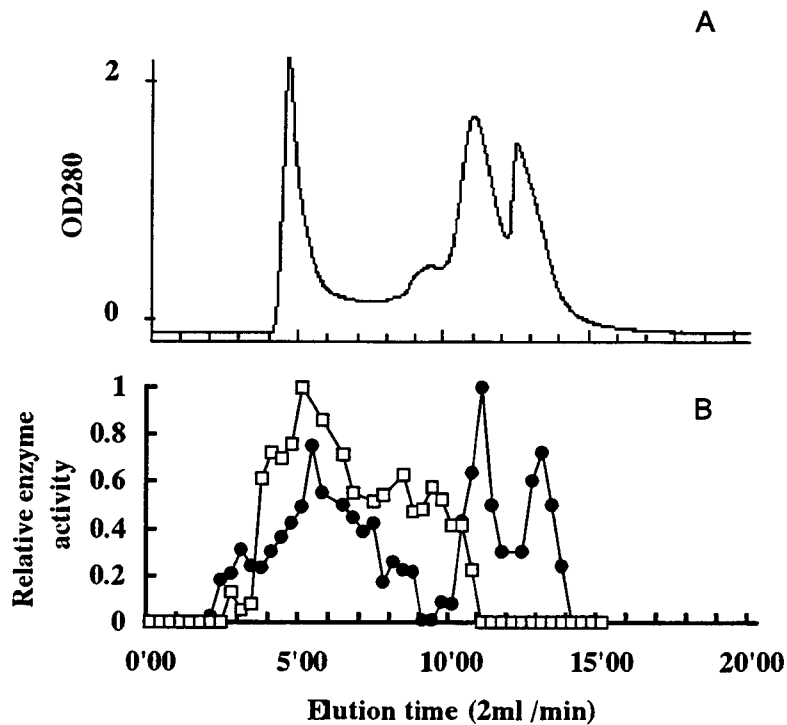 A
2
OD280
0
B
1
0.8
0.6
0.4
0.2
0
Relative enzyme
activity
0'00 5'00 10'00 15'00 20'00
Elution time (2ml /min)